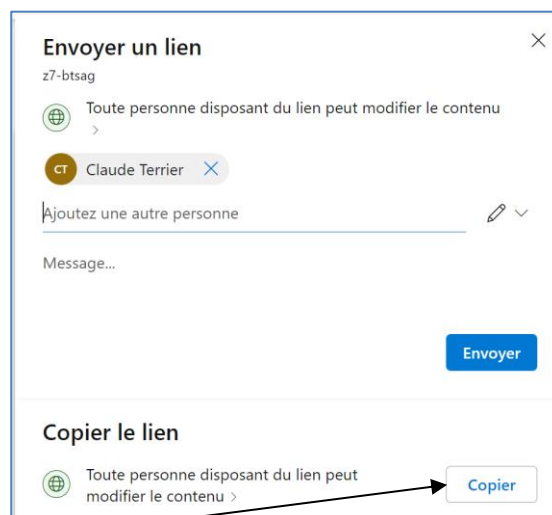 Envoyer un lien
z7-btsag
Toute personne disposant du lien peut modifier le contenu
>
CT Claude Terrier
Ajoutez une autre personne
Message...
Envoyer
Copier le lien
Toute personne disposant du lien peut
modifier le contenu >
Copier